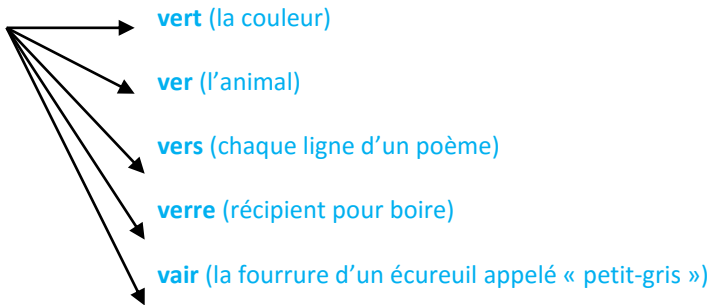 vert (la couleur)
ver (l’animal)
vers (chaque ligne d’un poème)
verre (récipient pour boire)
vair (la fourrure d’un écureuil appelé « petit-gris »)